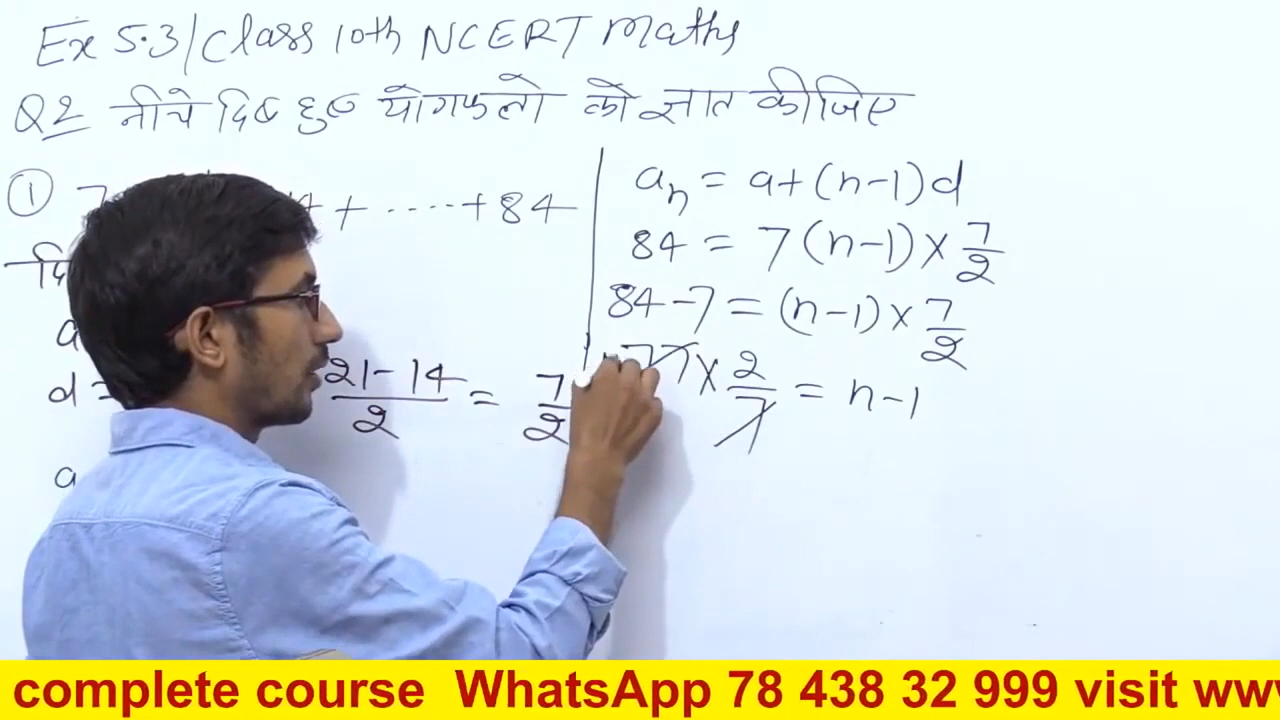 Ex 5.3/Class 10th NCERT Maths
Q2 नीचे दिए हुए योगफलो को ज्ञात कीजिए
① 7 + ····+ 84
दि
a
d = 21-14/2 = 7/2
a
aₙ = a+(n-1)d
84 = 7(n-1)×7/2
84-7 = (n-1)×7/2
77×2/7 = n-1
complete course WhatsApp 78 438 32 999 visit www